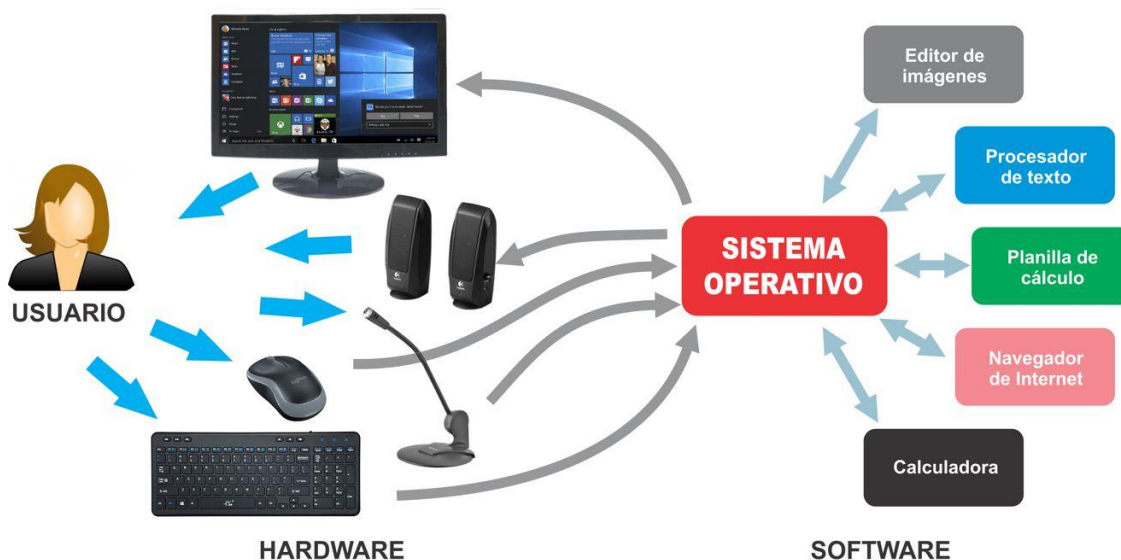 Editor de
imágenes
Procesador
de texto
SISTEMA
OPERATIVO
Planilla de
cálculo
USUARIO
Navegador
de Internet
Calculadora
HARDWARE
SOFTWARE